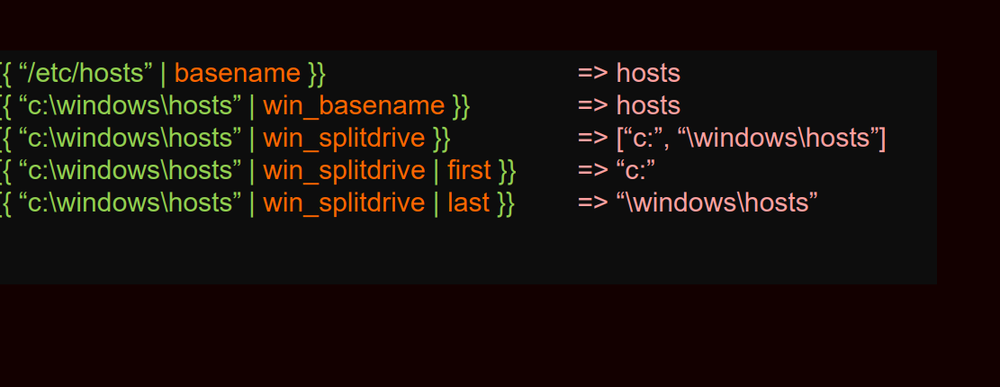 {{ “/etc/hosts” | basename }} => hosts
{{ “c:\windows\hosts” | win_basename }} => hosts
{{ “c:\windows\hosts” | win_splitdrive }} => [“c:”, “\windows\hosts”]
{{ “c:\windows\hosts” | win_splitdrive | first }} => “c:”
{{ “c:\windows\hosts” | win_splitdrive | last }} => “\windows\hosts”